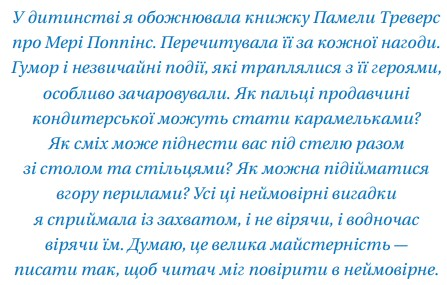 У дитинстві я обожнювала книжку Памели Треверс
про Мері Поппінс. Перечитувала її за кожної нагоди.
Гумор і незвичайні події, які траплялися з її героями,
особливо зачаровували. Як пальці продавчині
кондитерської можуть стати карамельками?
Як сміх може піднести вас під стелю разом
зі столом та стільцями? Як можна підійматися
вгору перилами? Усі ці неймовірні вигадки
я сприймала із захватом, і не вірячи, і водночас
вірячи їм. Думаю, це велика майстерність —
писати так, щоб читач міг повірити в неймовірне.